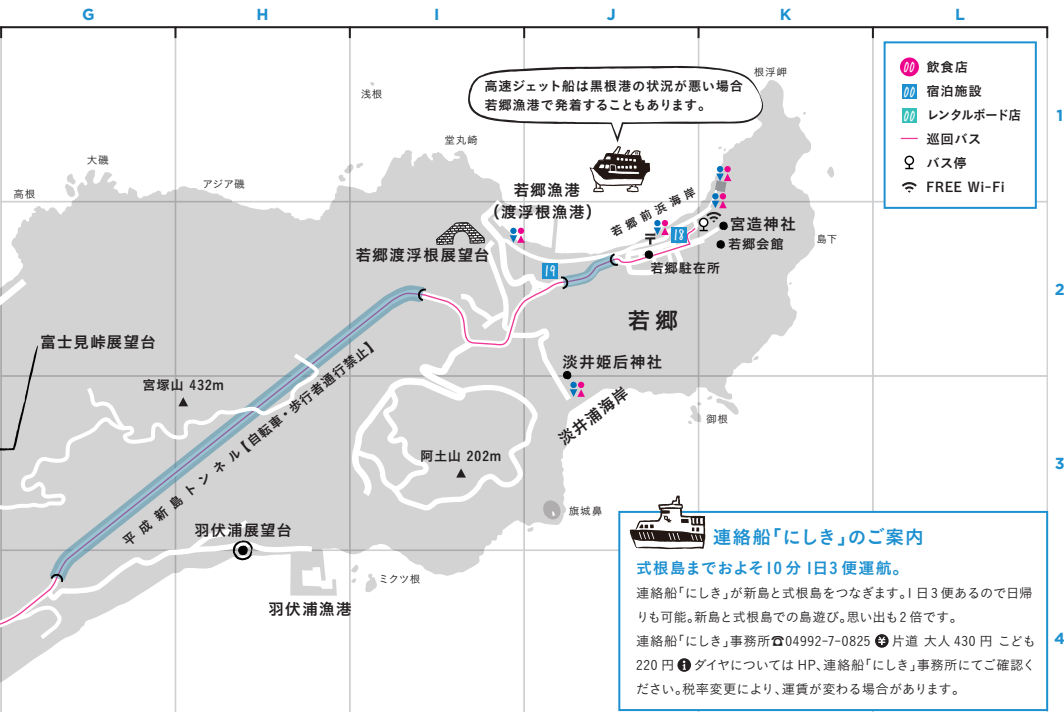 G H I J K L
1
2
3
4
飲食店
宿泊施設
レンタルボード店
巡回バス
バス停
FREE Wi-Fi
高速ジェット船は黒根港の状況が悪い場合
若郷漁港で発着することもあります。
根浮岬
浅根
堂丸崎
大磯
アジア磯
高根
若郷漁港
(渡浮根漁港)
若郷前浜海岸
宮造神社
若郷会館
島下
若郷渡浮根展望台
18
19
若郷駐在所
若郷
富士見峠展望台
淡井姫后神社
宮塚山 432m
淡井浦海岸
御根
平成新島トンネル【自転車・歩行者通行禁止】
阿土山 202m
旗城鼻
羽伏浦展望台
ミクツ根
羽伏浦漁港
連絡船「にしき」のご案内
式根島までおよそ10分 1日3便運航。
連絡船「にしき」が新島と式根島をつなぎます。1日3便あるので日帰
りも可能。新島と式根島での島遊び。思い出も2倍です。
連絡船「にしき」事務所☎04992-7-0825 ¥片道 大人430円 こども
220円 iダイヤについてはHP、連絡船「にしき」事務所にてご確認く
ださい。税率変更により、運賃が変わる場合があります。